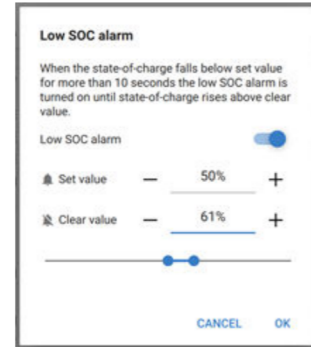 Low SOC alarm
When the state-of-charge falls below set value
for more than 10 seconds the low SOC alarm is
turned on until state-of-charge rises above clear
value.
Low SOC alarm
Set value — 50% +
Clear value — 61% +
CANCEL OK